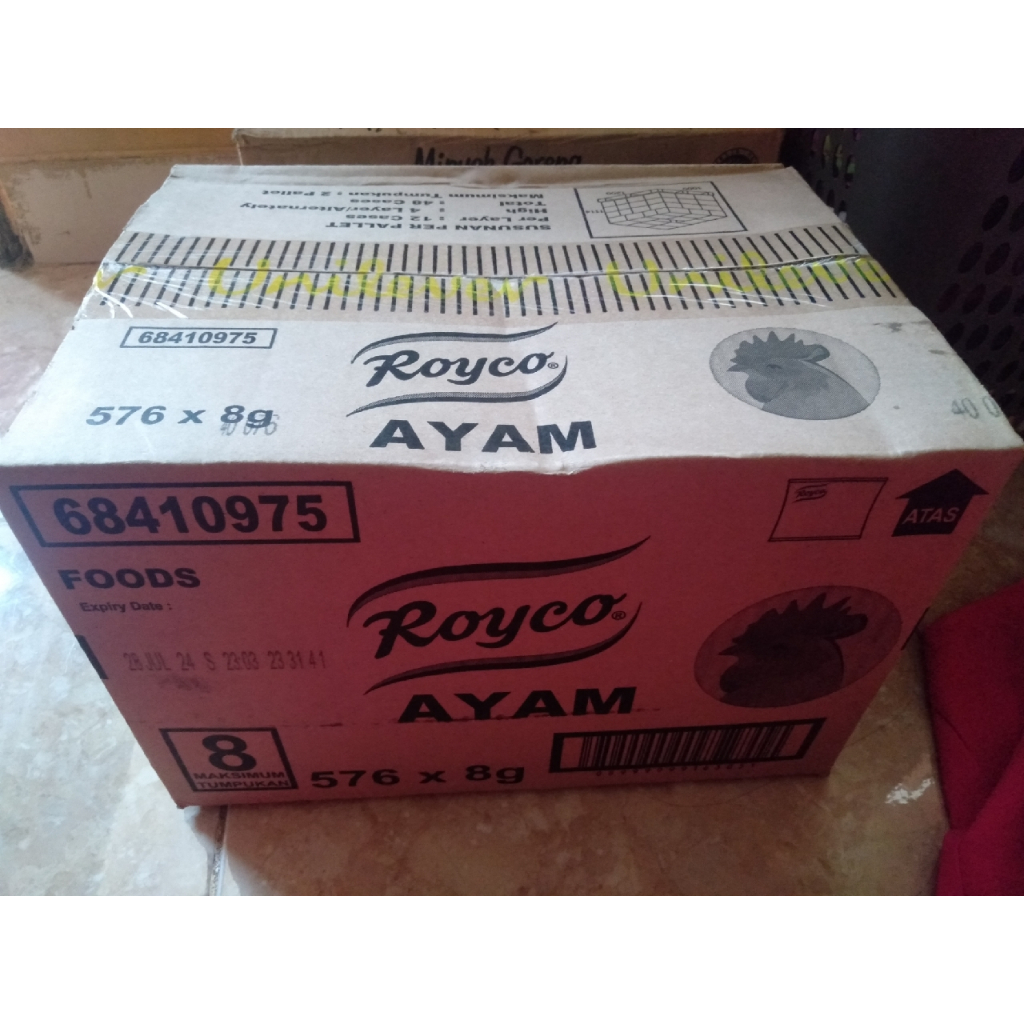 Minyak Goreng
SUSUNAN PER PALLET
Per Layer : 12 Cases
High : 4 Layer/Alternately
Total : 48 Cases
Maksimum Tumpukan : 2 Pallet
Unilever Unilever
68410975
Royco®
576 x 8g
AYAM
68410975
Royco
ATAS
FOODS
Expiry Date :
Royco®
28 JUL 24 S 23:03 23 31 41
AYAM
8
MAKSIMUM
TUMPUKAN
576 x 8g